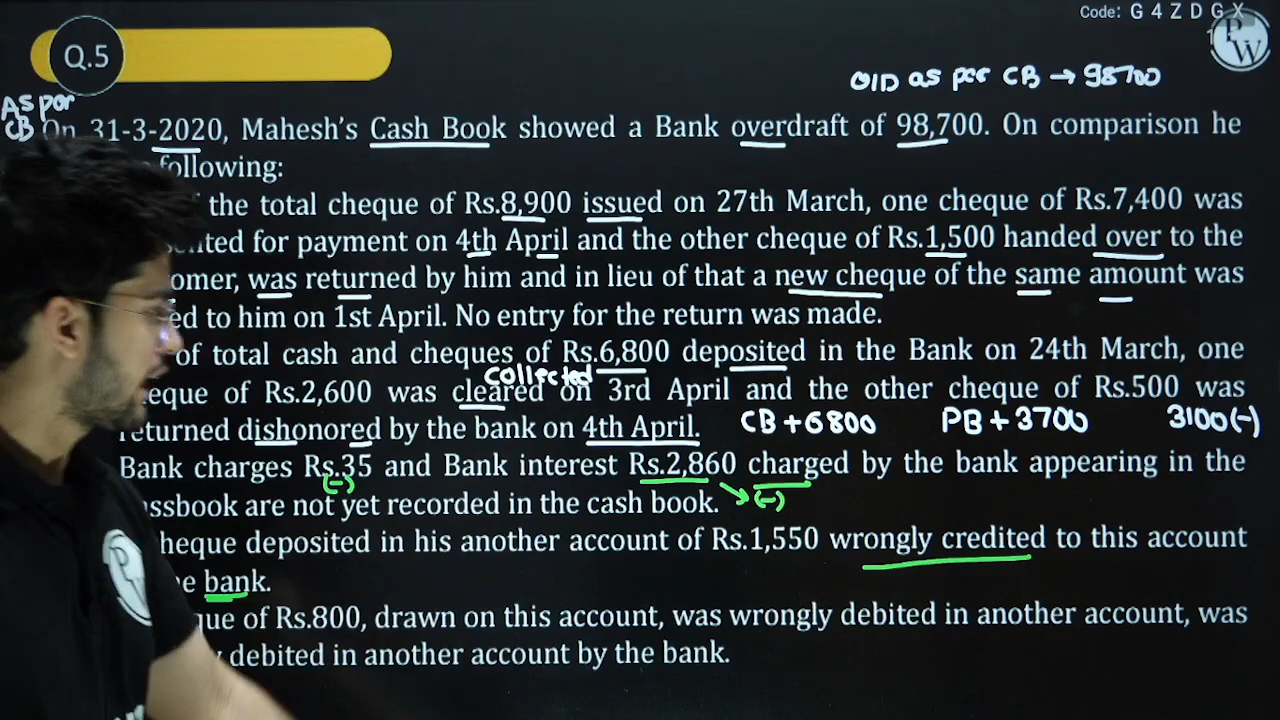 Code: G 4 Z D G X
P
W
Q.5
O/D as per CB → 98700
As per
CB On 31-3-2020, Mahesh's Cash Book showed a Bank overdraft of 98,700. On comparison he
following:
f the total cheque of Rs.8,900 issued on 27th March, one cheque of Rs.7,400 was
nted for payment on 4th April and the other cheque of Rs.1,500 handed over to the
omer, was returned by him and in lieu of that a new cheque of the same amount was
ed to him on 1st April. No entry for the return was made.
of total cash and cheques of Rs.6,800 deposited in the Bank on 24th March, one
collected
eque of Rs.2,600 was cleared on 3rd April and the other cheque of Rs.500 was
returned dishonored by the bank on 4th April. CB + 6800 PB + 3700 3100 (-)
Bank charges Rs.35 and Bank interest Rs.2,860 charged by the bank appearing in the
(-)
ssbook are not yet recorded in the cash book. → (-)
heque deposited in his another account of Rs.1,550 wrongly credited to this account
e bank.
que of Rs.800, drawn on this account, was wrongly debited in another account, was
y debited in another account by the bank.
P
W